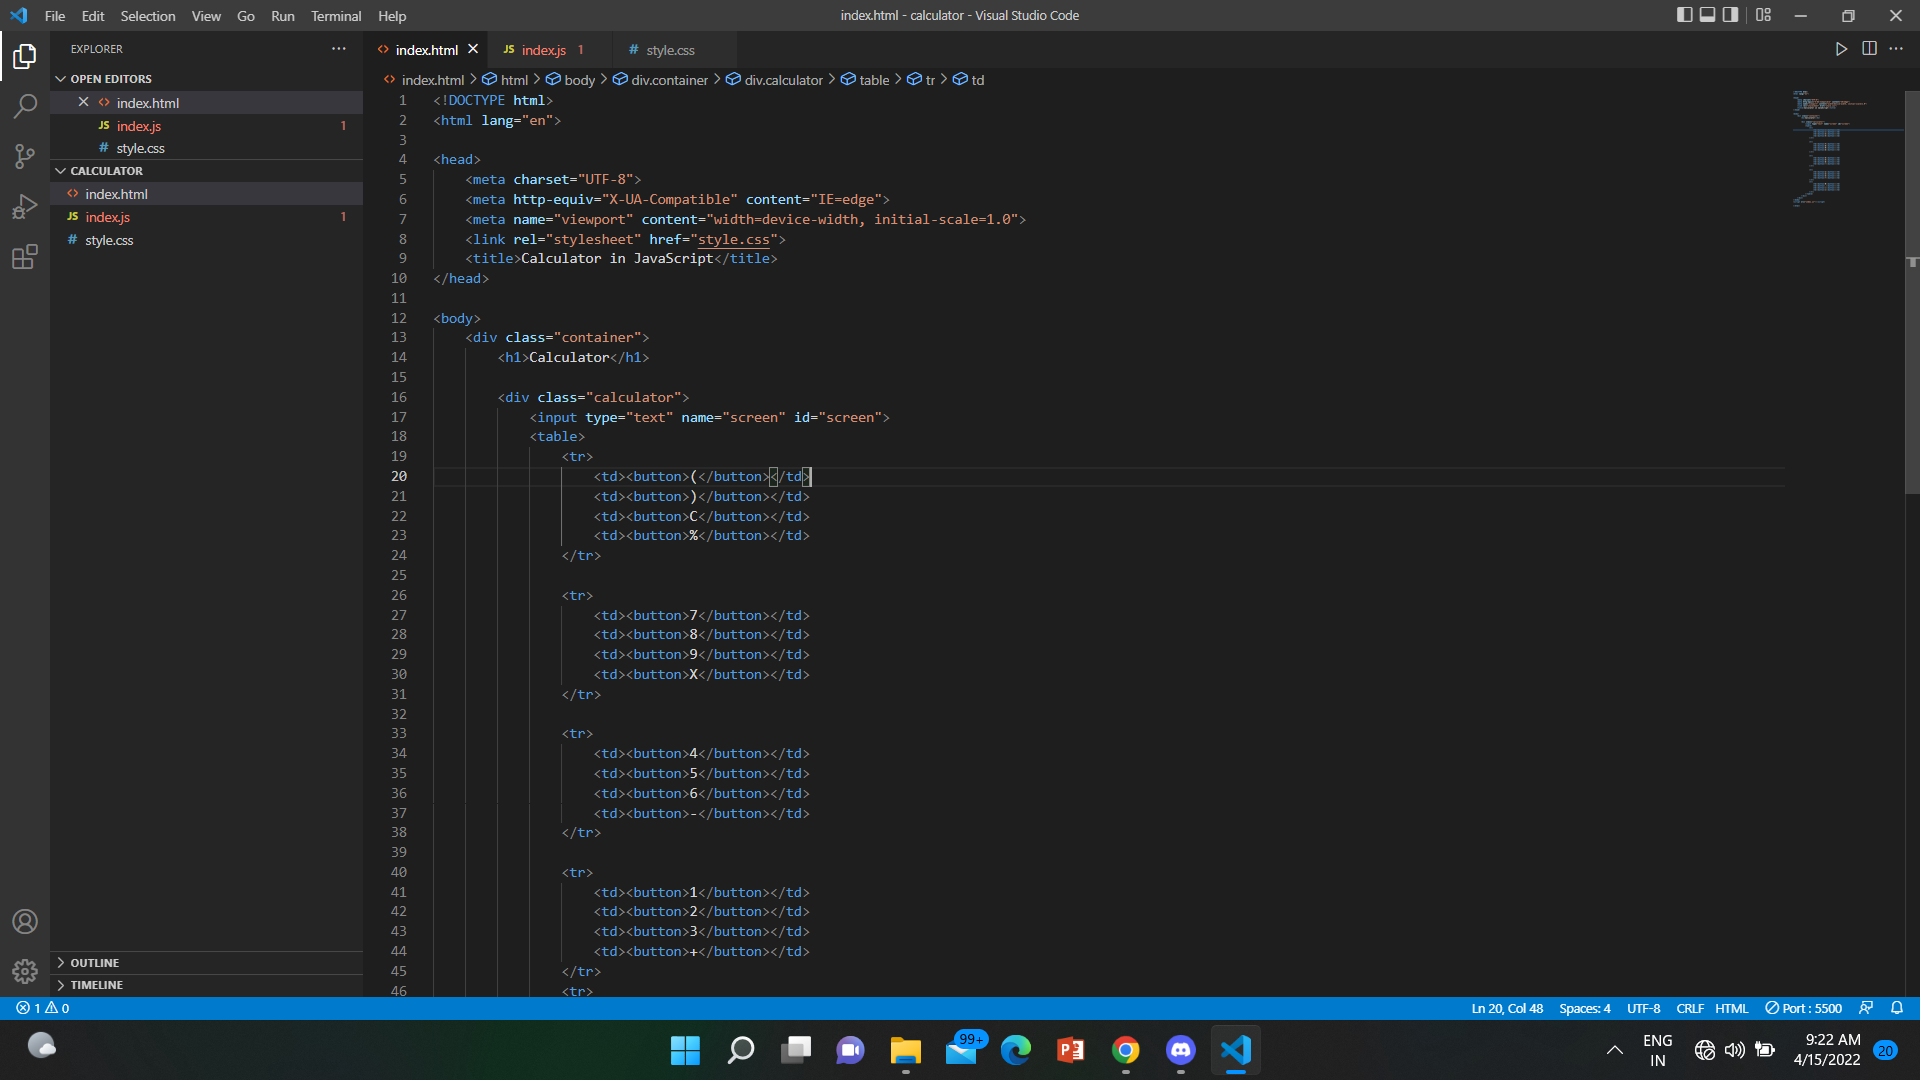 File Edit Selection View Go Run Terminal Help
index.html - calculator - Visual Studio Code
EXPLORER
OPEN EDITORS
index.html
JS index.js 1
# style.css
CALCULATOR
index.html
JS index.js 1
# style.css
OUTLINE
TIMELINE
index.html JS index.js 1 # style.css
index.html > html > body > div.container > div.calculator > table > tr > td
1 <!DOCTYPE html>
2 <html lang="en">
3
4 <head>
5 <meta charset="UTF-8">
6 <meta http-equiv="X-UA-Compatible" content="IE=edge">
7 <meta name="viewport" content="width=device-width, initial-scale=1.0">
8 <link rel="stylesheet" href="style.css">
9 <title>Calculator in JavaScript</title>
10 </head>
11
12 <body>
13 <div class="container">
14 <h1>Calculator</h1>
15
16 <div class="calculator">
17 <input type="text" name="screen" id="screen">
18 <table>
19 <tr>
20 <td><button>(</button></td>
21 <td><button>)</button></td>
22 <td><button>C</button></td>
23 <td><button>%</button></td>
24 </tr>
25
26 <tr>
27 <td><button>7</button></td>
28 <td><button>8</button></td>
29 <td><button>9</button></td>
30 <td><button>X</button></td>
31 </tr>
32
33 <tr>
34 <td><button>4</button></td>
35 <td><button>5</button></td>
36 <td><button>6</button></td>
37 <td><button>-</button></td>
38 </tr>
39
40 <tr>
41 <td><button>1</button></td>
42 <td><button>2</button></td>
43 <td><button>3</button></td>
44 <td><button>+</button></td>
45 </tr>
46 <tr>
1 0
Ln 20, Col 48 Spaces: 4 UTF-8 CRLF HTML Port : 5500
99+
P
ENG
IN
9:22 AM
4/15/2022
20